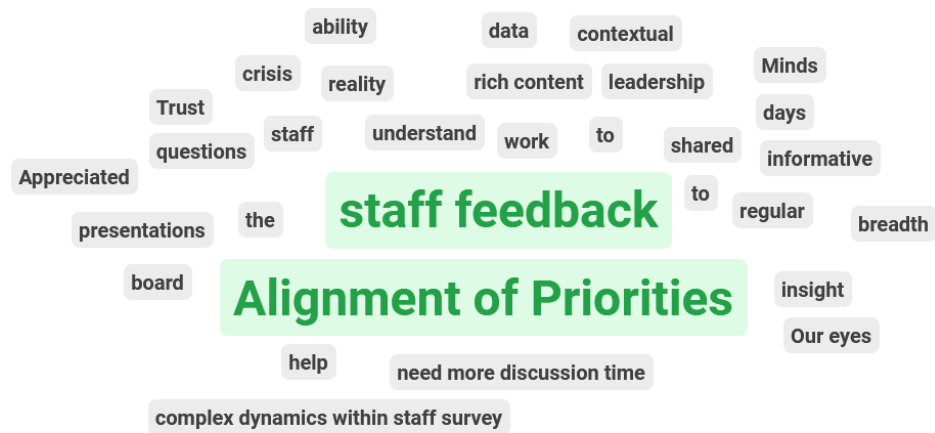 ability
data
contextual
crisis
reality
rich content
leadership
Minds
Trust
days
questions
staff
understand
work
to
shared
informative
Appreciated
staff feedback
to
regular
presentations
the
breadth
board
Alignment of Priorities
insight
Our eyes
help
need more discussion time
complex dynamics within staff survey